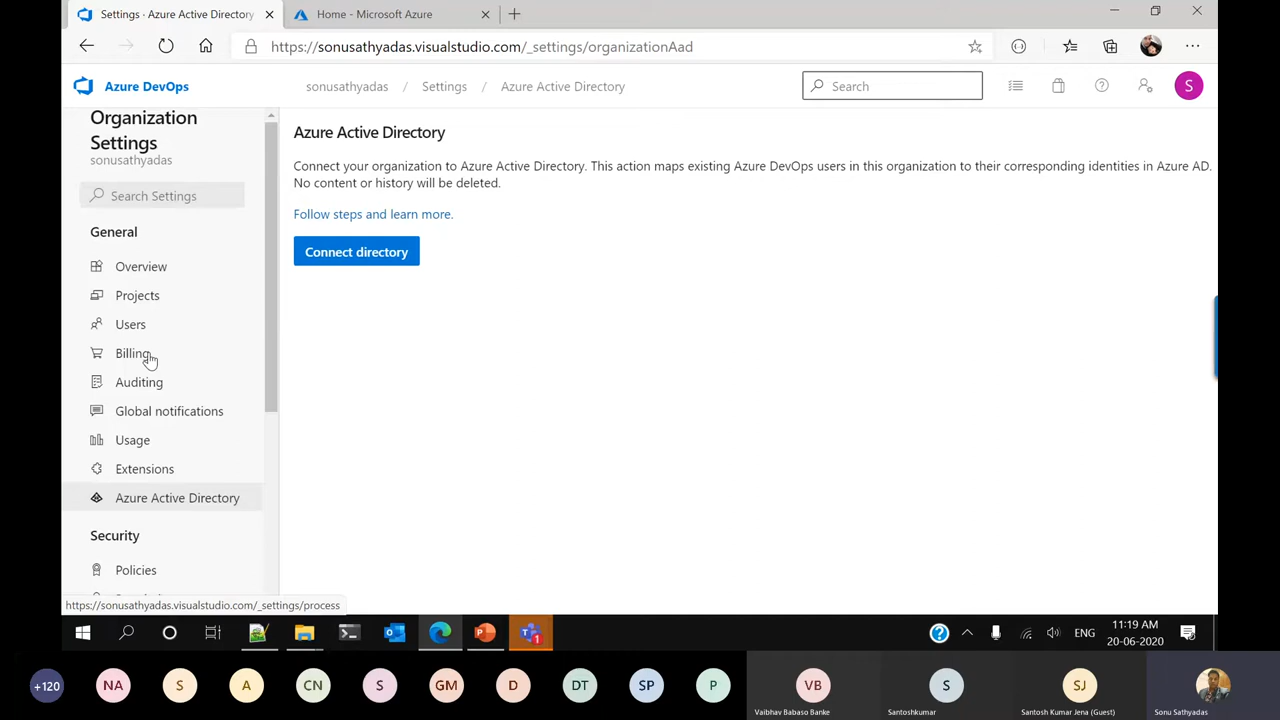 Settings · Azure Active Directory
Home - Microsoft Azure
https://sonusathyadas.visualstudio.com/_settings/organizationAad
Azure DevOps
sonusathyadas / Settings / Azure Active Directory
Search
S
Organization
Settings
sonusathyadas
Search Settings
General
Overview
Projects
Users
Billing
Auditing
Global notifications
Usage
Extensions
Azure Active Directory
Security
Policies
Azure Active Directory
Connect your organization to Azure Active Directory. This action maps existing Azure DevOps users in this organization to their corresponding identities in Azure AD.
No content or history will be deleted.
Follow steps and learn more.
Connect directory
https://sonusathyadas.visualstudio.com/_settings/process
1
ENG
11:19 AM
20-06-2020
+120
NA
S
A
CN
S
GM
D
DT
SP
P
VB
Vaibhav Babaso Banke
S
Santoshkumar
SJ
Santosh Kumar Jena (Guest)
Sonu Sathyadas